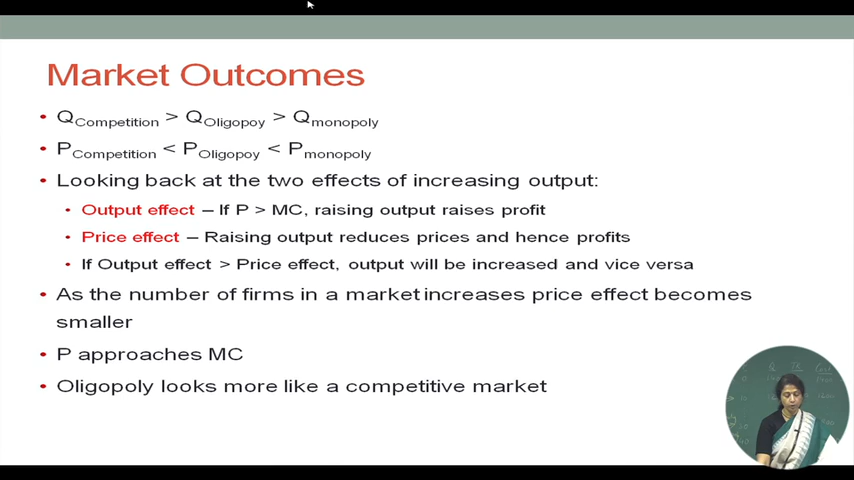 Market Outcomes
• Q_Competition > Q_Oligopoy > Q_monopoly
• P_Competition < P_Oligopoy < P_monopoly
• Looking back at the two effects of increasing output:
• Output effect – If P > MC, raising output raises profit
• Price effect – Raising output reduces prices and hence profits
• If Output effect > Price effect, output will be increased and vice versa
• As the number of firms in a market increases price effect becomes
smaller
• P approaches MC
• Oligopoly looks more like a competitive market